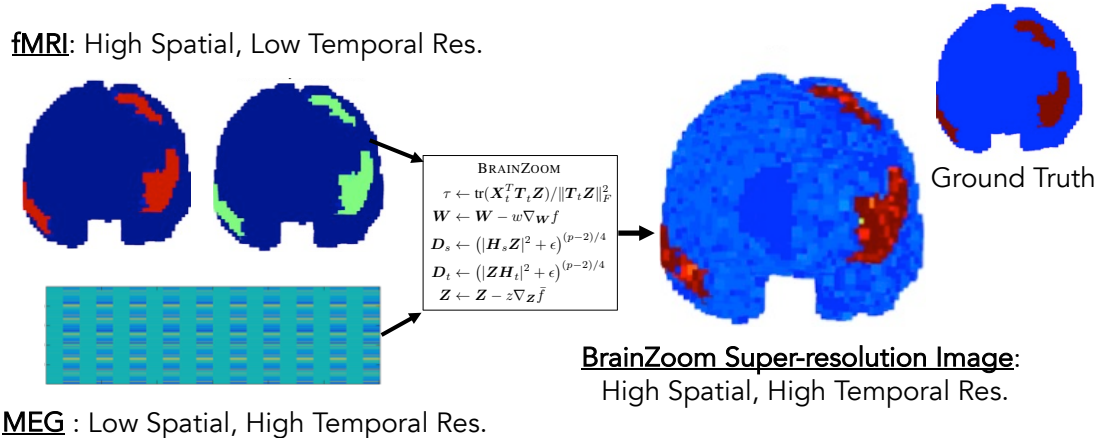 fMRI: High Spatial, Low Temporal Res.
Ground Truth
BRAINZOOM
τ ← tr(X_t^T T_t Z)/‖T_t Z‖_F^2
W ← W − w∇_W f
D_s ← (|H_s Z|^2 + ϵ)^{(p−2)/4}
D_t ← (|Z H_t|^2 + ϵ)^{(p−2)/4}
Z ← Z − z∇_Z f̄
BrainZoom Super-resolution Image:
High Spatial, High Temporal Res.
MEG : Low Spatial, High Temporal Res.